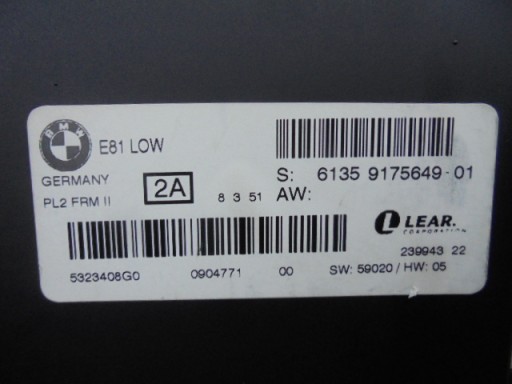 BMW
E81 LOW
GERMANY
PL2 FRM II
2A
8 3 51
S: 6135 9175649-01
AW:
LEAR.
CORPORATION
239943 22
5323408G0 0904771 00 SW: 59020 / HW: 05